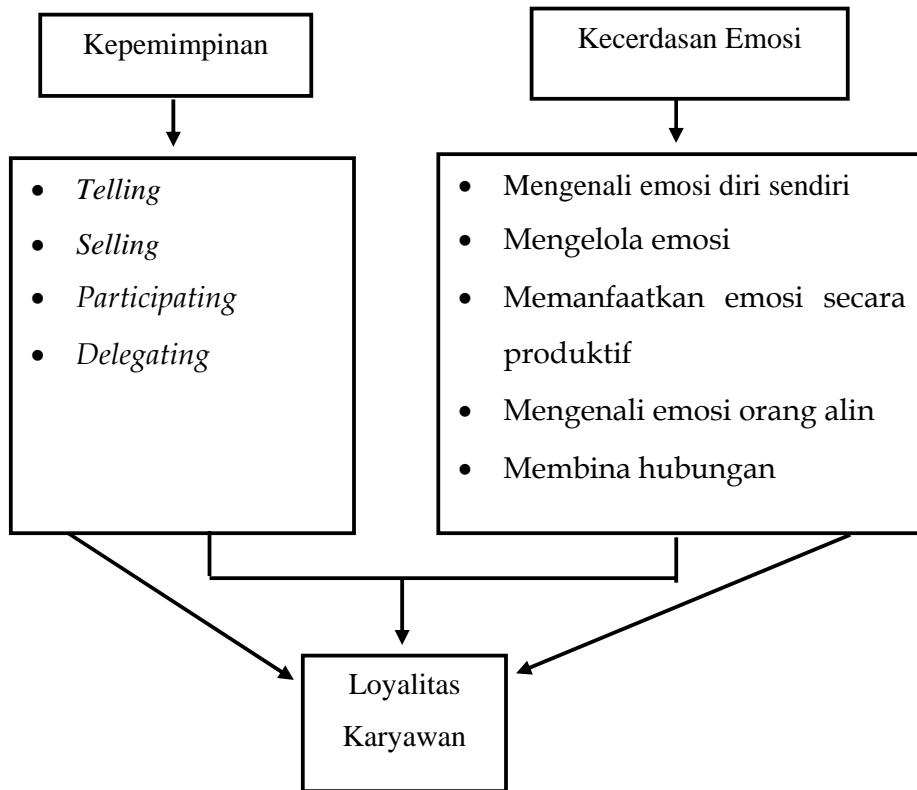 Kepemimpinan
Kecerdasan Emosi
• Telling
• Selling
• Participating
• Delegating
• Mengenali emosi diri sendiri
• Mengelola emosi
• Memanfaatkan emosi secara
produktif
• Mengenali emosi orang alin
• Membina hubungan
Loyalitas
Karyawan